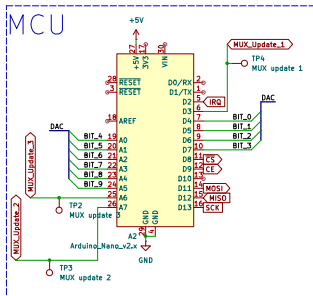 MCU
+5V
MUX_Update_1
TP4
MUX update 1
27
17
30
+5V
3V3
VIN
28
RESET
3
RESET
18
AREF
D0/RX
2
D1/TX
1
D2
5
IRQ
D3
6
D4
7
BIT_0
D5
8
BIT_1
D6
9
BIT_2
D7
10
BIT_3
DAC
D8
11
CS
D9
12
CE
D10
13
D11
14
MOSI
D12
15
MISO
D13
16
SCK
DAC
BIT_4
19
A0
BIT_5
20
A1
BIT_6
21
A2
BIT_7
22
A3
BIT_8
23
A4
BIT_9
24
A5
25
A6
26
A7
MUX_Update_3
MUX_Update_2
TP2
MUX update 3
TP3
MUX update 2
GND
GND
29
4
A2
Arduino_Nano_v2.x
GND